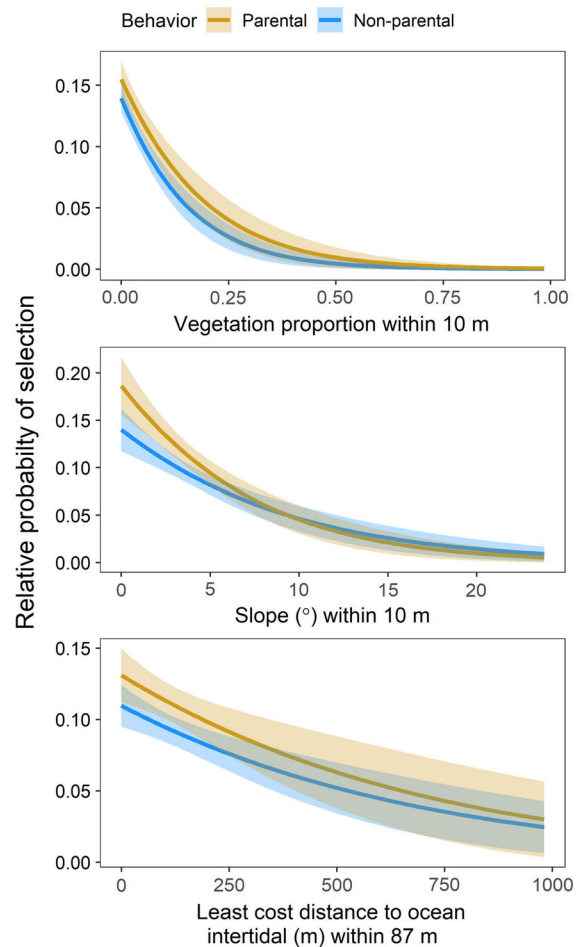 Behavior Parental Non-parental
0.15
0.10
0.05
0.00
0.00 0.25 0.50 0.75 1.00
Vegetation proportion within 10 m
0.20
0.15
0.10
0.05
0.00
0 5 10 15 20
Slope (°) within 10 m
0.15
0.10
0.05
0.00
0 250 500 750 1000
Least cost distance to ocean
intertidal (m) within 87 m
Relative probabilty of selection